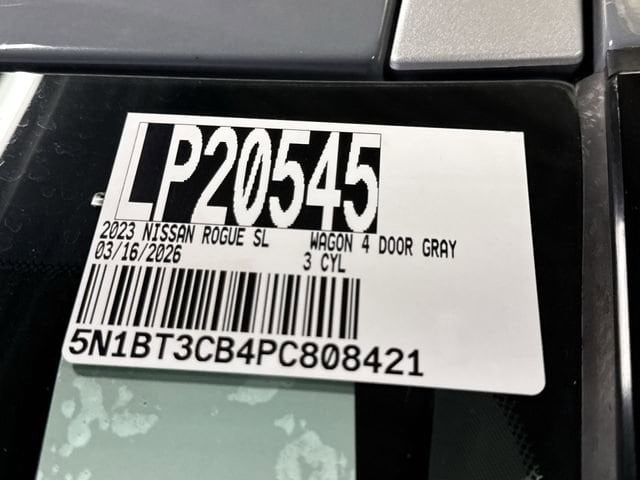 LP20545
2023 NISSAN ROGUE SL WAGON 4 DOOR GRAY
03/16/2026 3 CYL
5N1BT3CB4PC808421